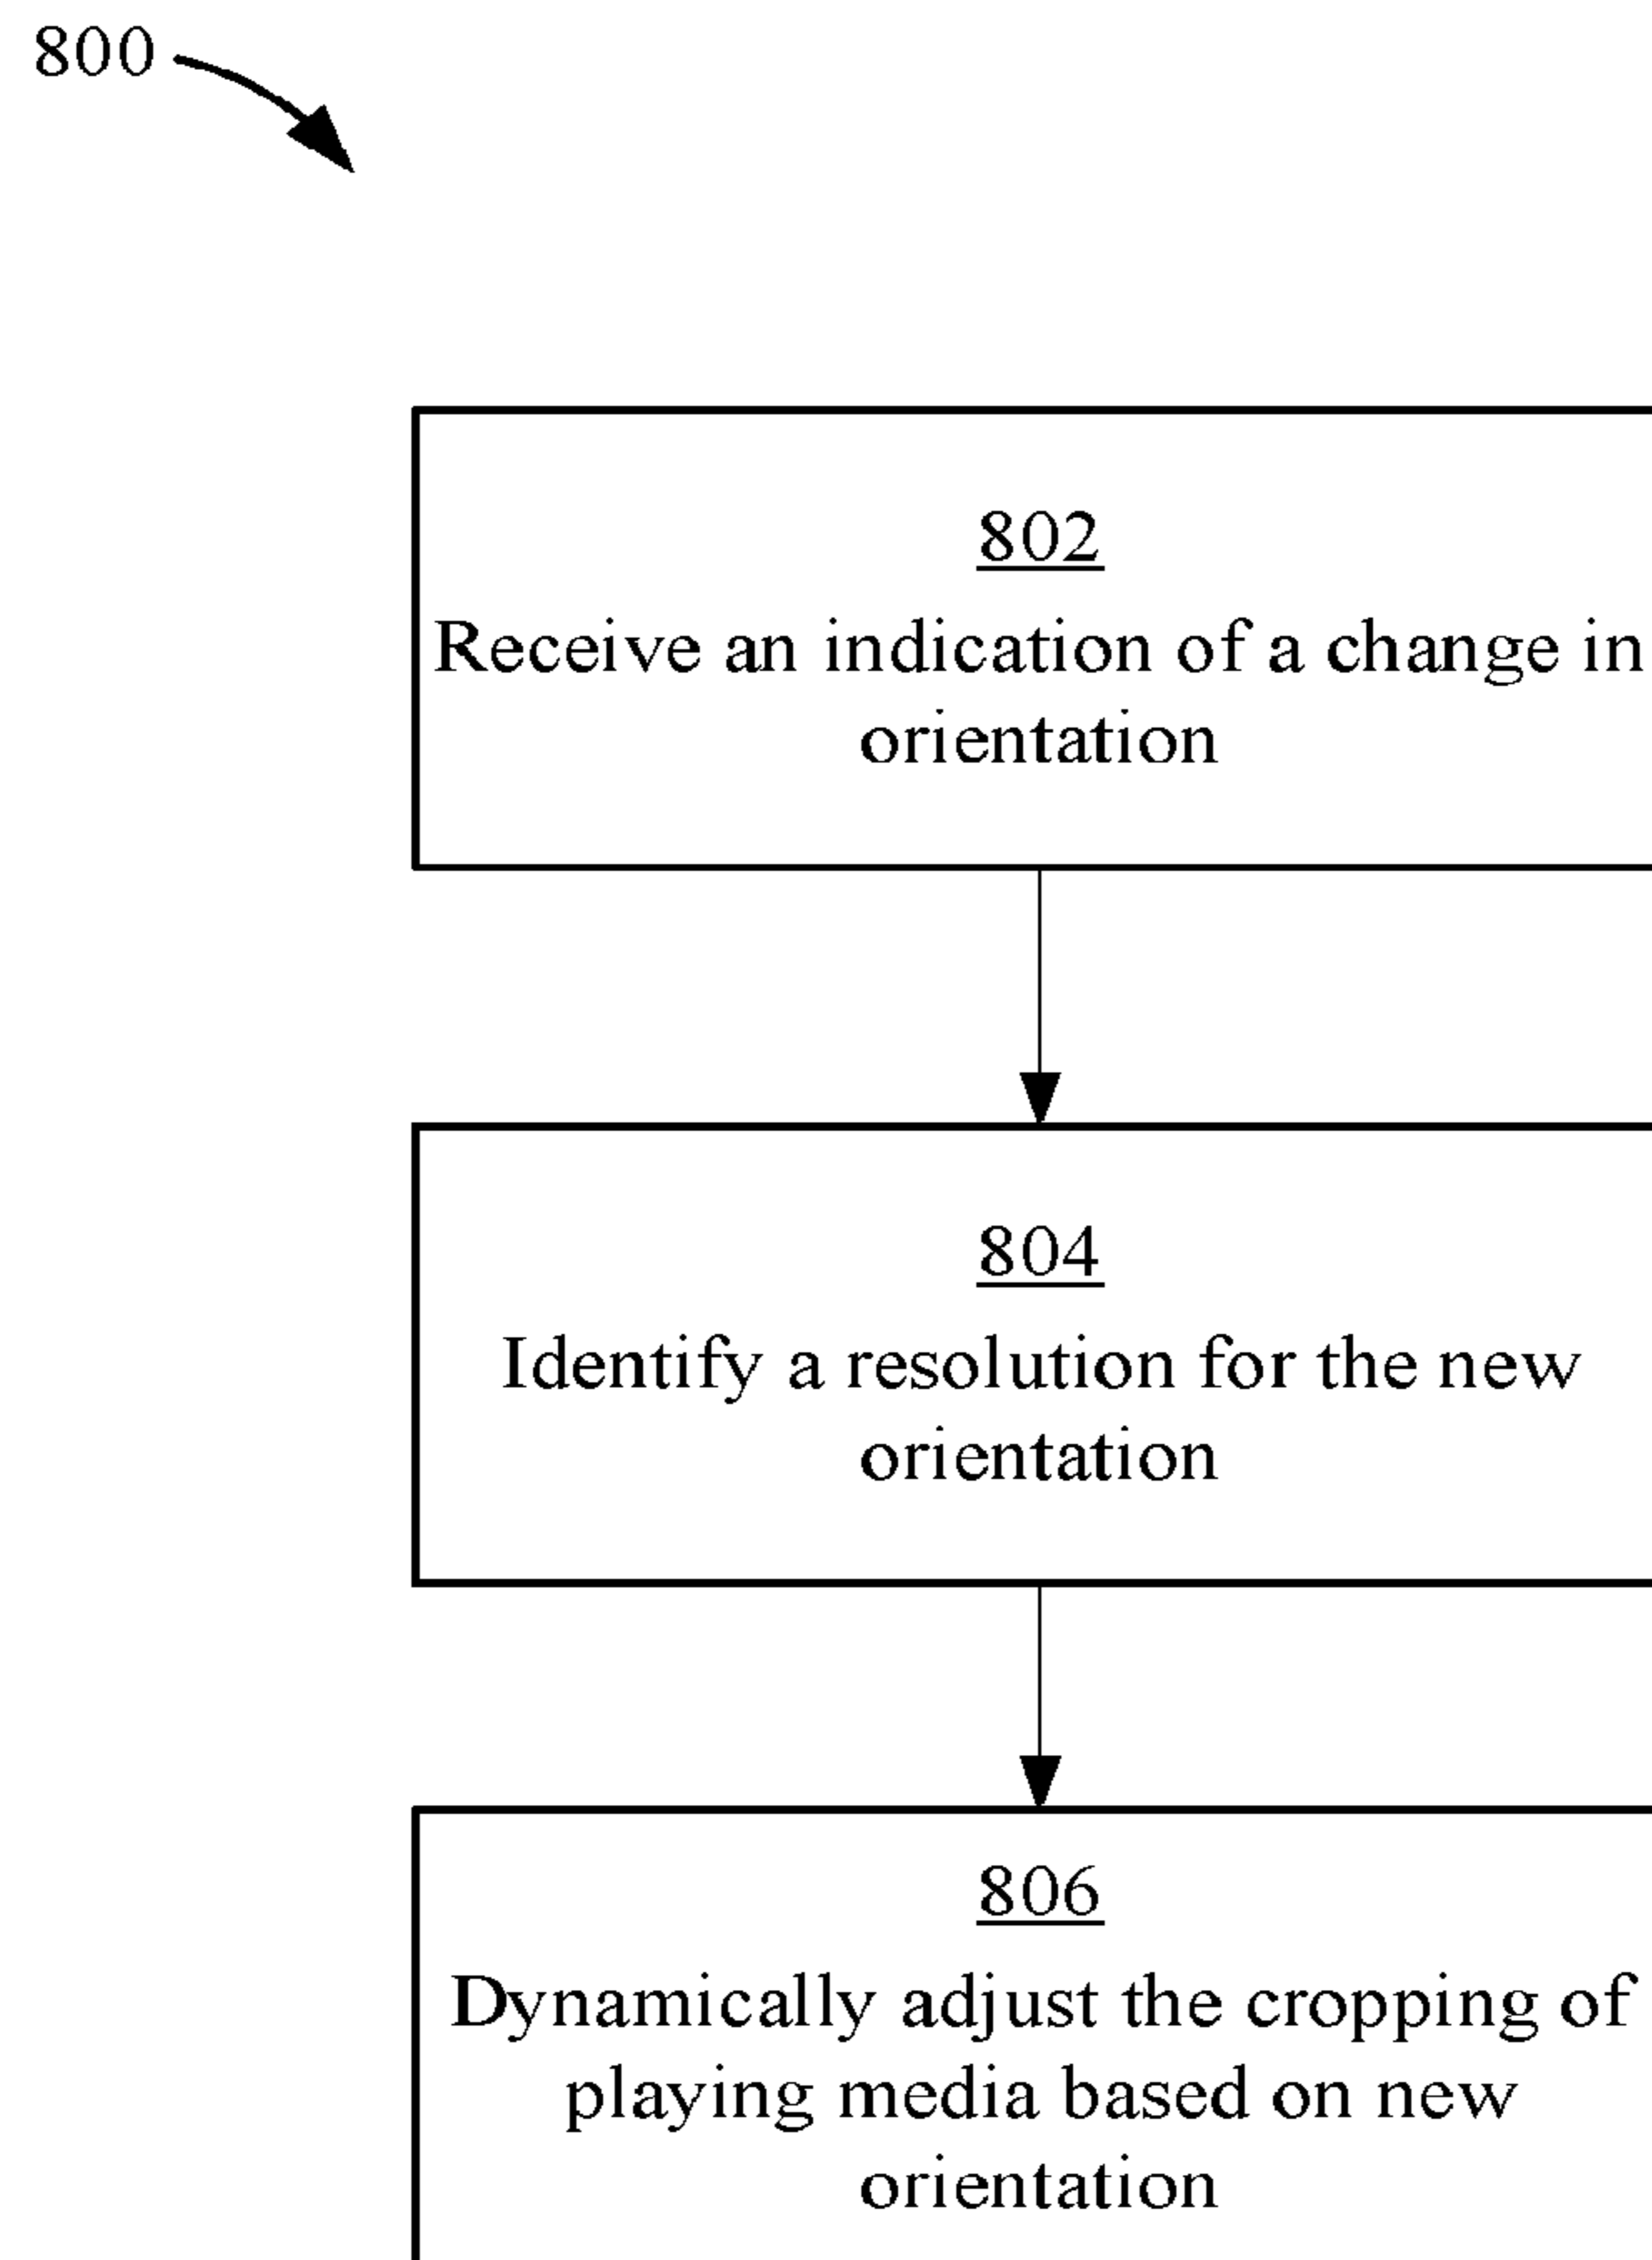 800
802
Receive an indication of a change in
orientation
804
Identify a resolution for the new
orientation
806
Dynamically adjust the cropping of
playing media based on new
orientation